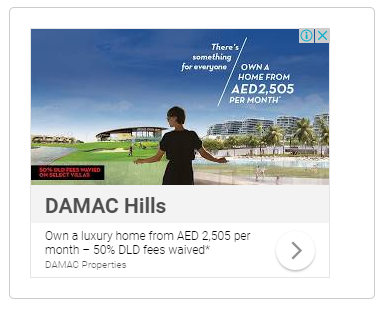 There's
something
for everyone
OWN A
HOME FROM
AED2,505
PER MONTH*
50% DLD FEES WAVIED
ON SELECT VILLAS
DAMAC Hills
Own a luxury home from AED 2,505 per
month – 50% DLD fees waived*
DAMAC Properties